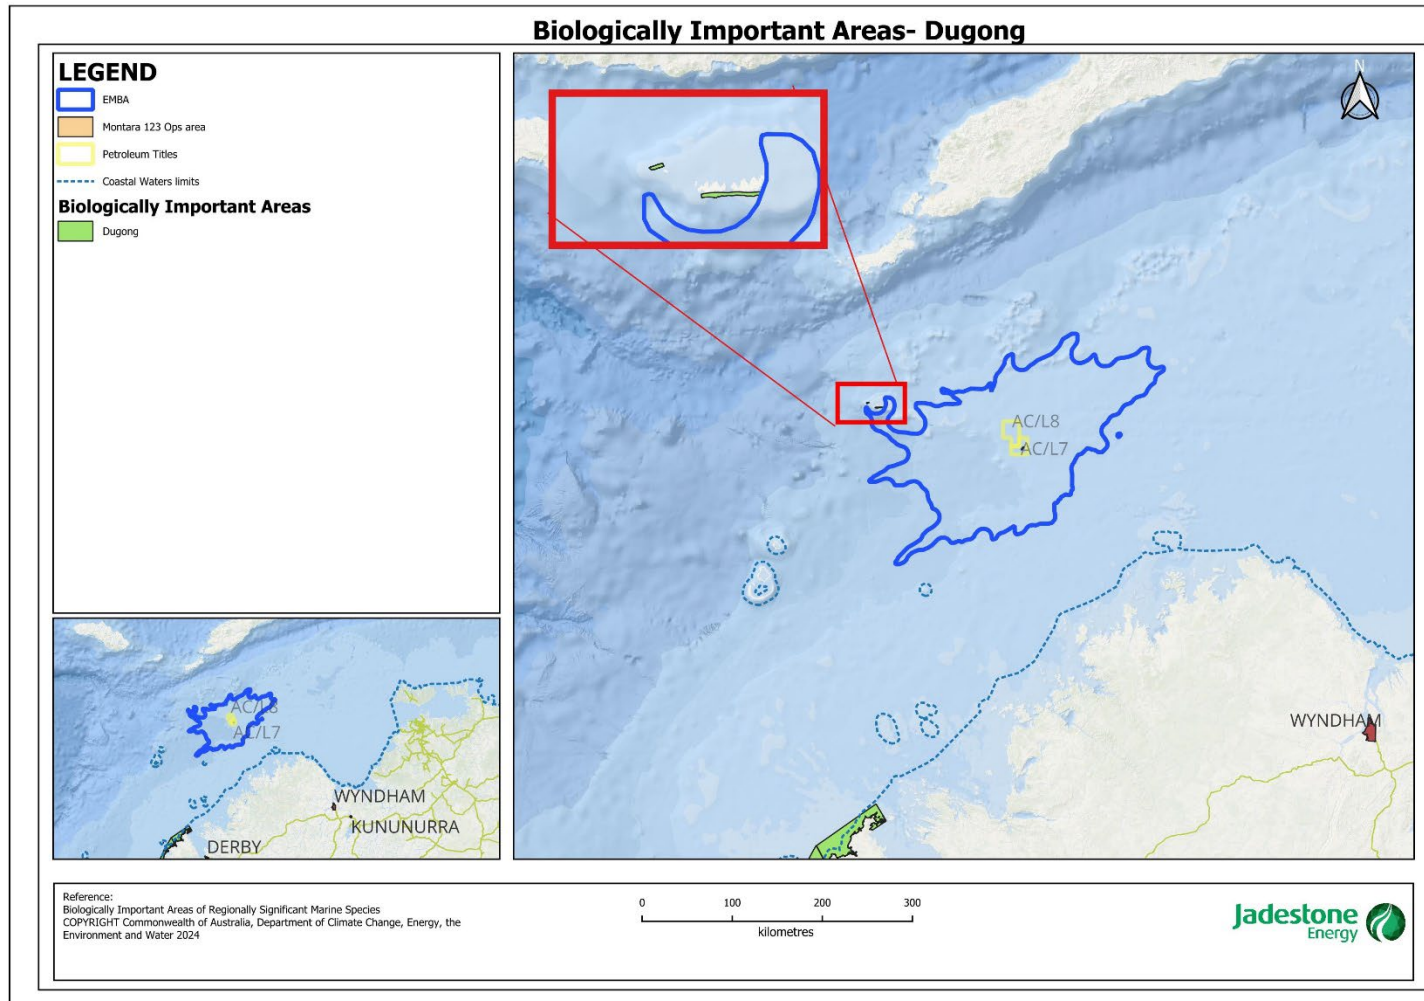 Biologically Important Areas- Dugong
LEGEND
EMBA
Montara 123 Ops area
Petroleum Titles
Coastal Waters limits
Biologically Important Areas
Dugong
N
AC/L8
AC/L7
WYNDHAM
AC/L8
AC/L7
WYNDHAM
KUNUNURRA
DERBY
Reference:
Biologically Important Areas of Regionally Significant Marine Species
COPYRIGHT Commonwealth of Australia, Department of Climate Change, Energy, the
Environment and Water 2024
0 100 200 300
kilometres
Jadestone
Energy